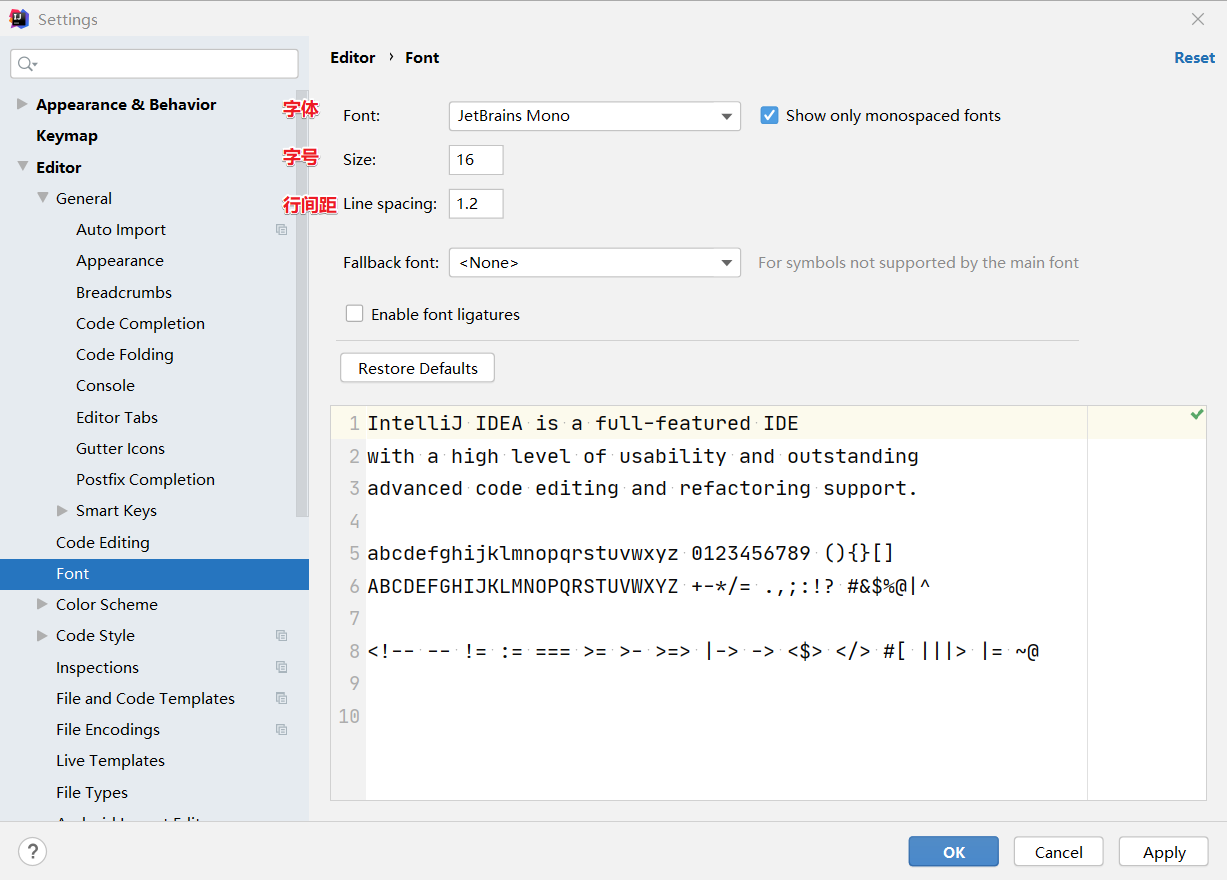 Settings
Appearance & Behavior
Keymap
Editor
General
Auto Import
Appearance
Breadcrumbs
Code Completion
Code Folding
Console
Editor Tabs
Gutter Icons
Postfix Completion
Smart Keys
Code Editing
Font
Color Scheme
Code Style
Inspections
File and Code Templates
File Encodings
Live Templates
File Types
Editor › Font
Reset
字体 Font: JetBrains Mono Show only monospaced fonts
字号 Size: 16
行间距 Line spacing: 1.2
Fallback font: <None> For symbols not supported by the main font
Enable font ligatures
Restore Defaults
1 IntelliJ IDEA is a full-featured IDE
2 with a high level of usability and outstanding
3 advanced code editing and refactoring support.
4
5 abcdefghijklmnopqrstuvwxyz 0123456789 (){}[]
6 ABCDEFGHIJKLMNOPQRSTUVWXYZ +-*/= .,;:!? #&$%@|^
7
8 <!-- -- != := === >= >- >=> |-> -> <$> </> #[ |||> |= ~@
9
10
?
OK
Cancel
Apply